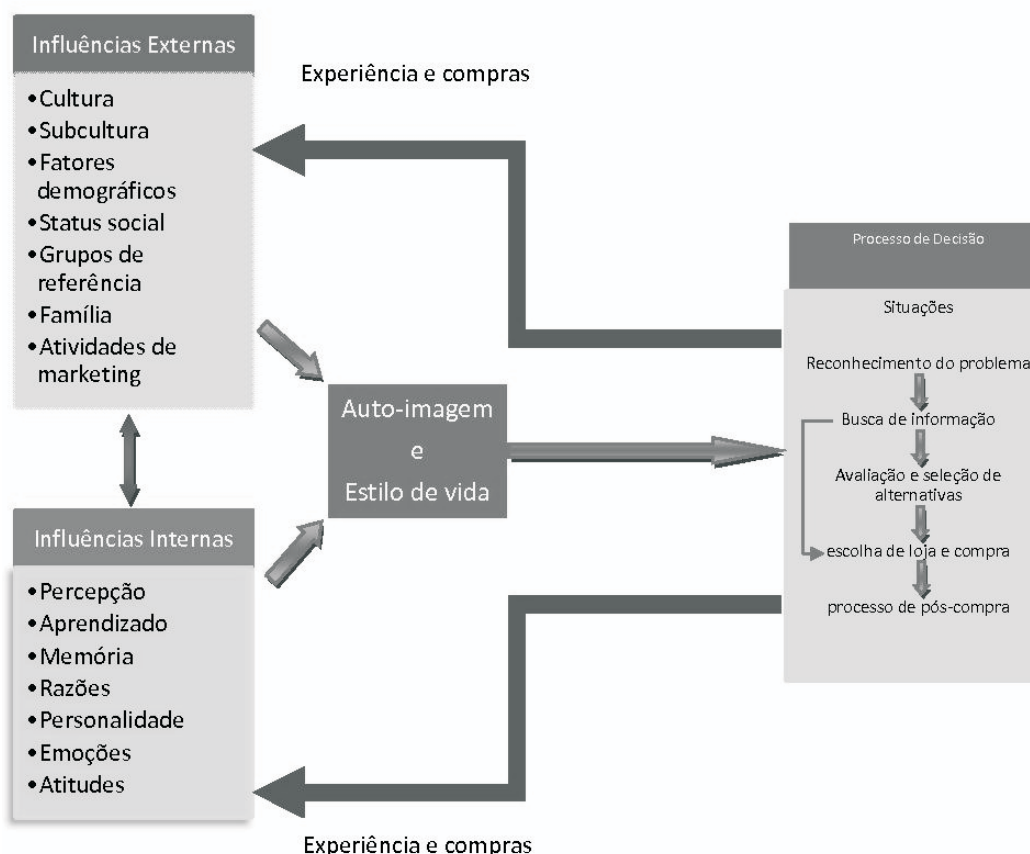 Influências Externas
•Cultura
•Subcultura
•Fatores
demográficos
•Status social
•Grupos de
referência
•Família
•Atividades de
marketing
Experiência e compras
Auto-imagem
e
Estilo de vida
Influências Internas
•Percepção
•Aprendizado
•Memória
•Razões
•Personalidade
•Emoções
•Atitudes
Experiência e compras
Processo de Decisão
Situações
Reconhecimento do problema
Busca de informação
Avaliação e seleção de
alternativas
escolha de loja e compra
processo de pós-compra